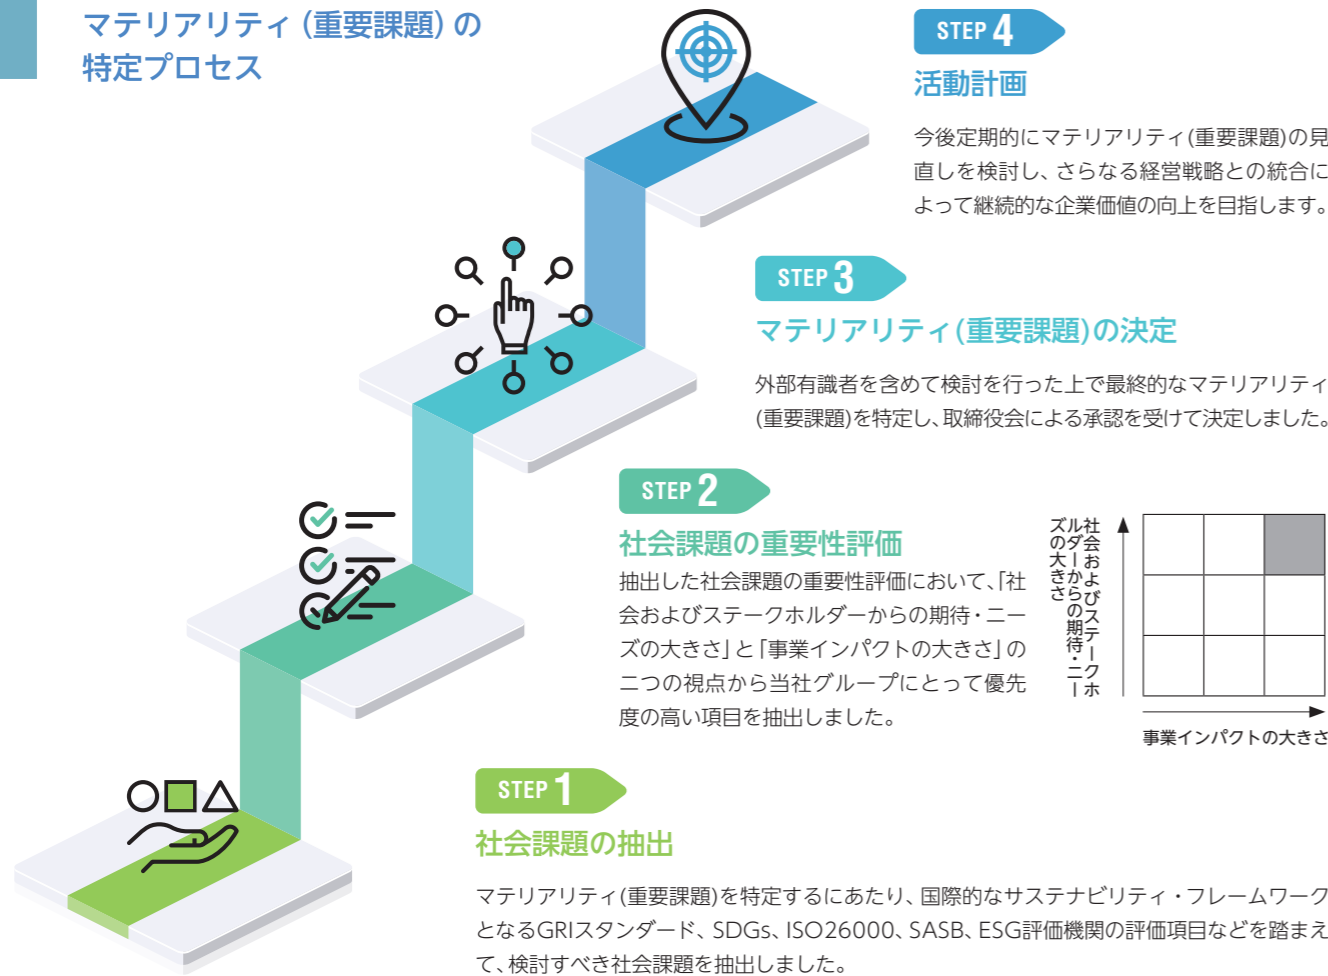 マテリアリティ（重要課題）の
特定プロセス
STEP 4
活動計画
今後定期的にマテリアリティ(重要課題)の見
直しを検討し、さらなる経営戦略との統合に
よって継続的な企業価値の向上を目指します。
STEP 3
マテリアリティ(重要課題)の決定
外部有識者を含めて検討を行った上で最終的なマテリアリティ
(重要課題)を特定し、取締役会による承認を受けて決定しました。
STEP 2
社会課題の重要性評価
抽出した社会課題の重要性評価において、「社
会およびステークホルダーからの期待・ニー
ズの大きさ」と「事業インパクトの大きさ」の
二つの視点から当社グループにとって優先
度の高い項目を抽出しました。
社会およびステークホ
ルダーからの期待・ニー
ズの大きさ
事業インパクトの大きさ
STEP 1
社会課題の抽出
マテリアリティ(重要課題)を特定するにあたり、国際的なサステナビリティ・フレームワーク
となるGRIスタンダード、SDGs、ISO26000、SASB、ESG評価機関の評価項目などを踏まえ
て、検討すべき社会課題を抽出しました。